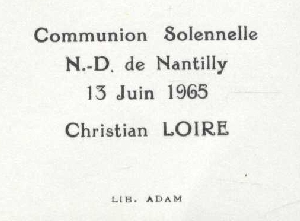 Communion Solennelle
N.-D. de Nantilly
13 Juin 1965
Christian LOIRE
LIB. ADAM